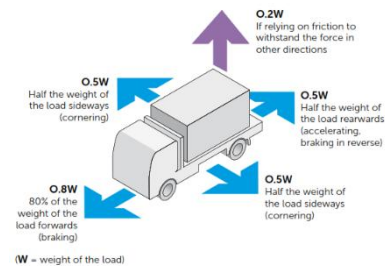 0.2W
If relying on friction to
withstand the force in
other directions
0.5W
Half the weight of
the load sideways
(cornering)
0.5W
Half the weight of
the load rearwards
(accelerating,
braking in reverse)
0.8W
80% of the
weight of the
load forwards
(braking)
0.5W
Half the weight of
the load sideways
(cornering)
(W = weight of the load)